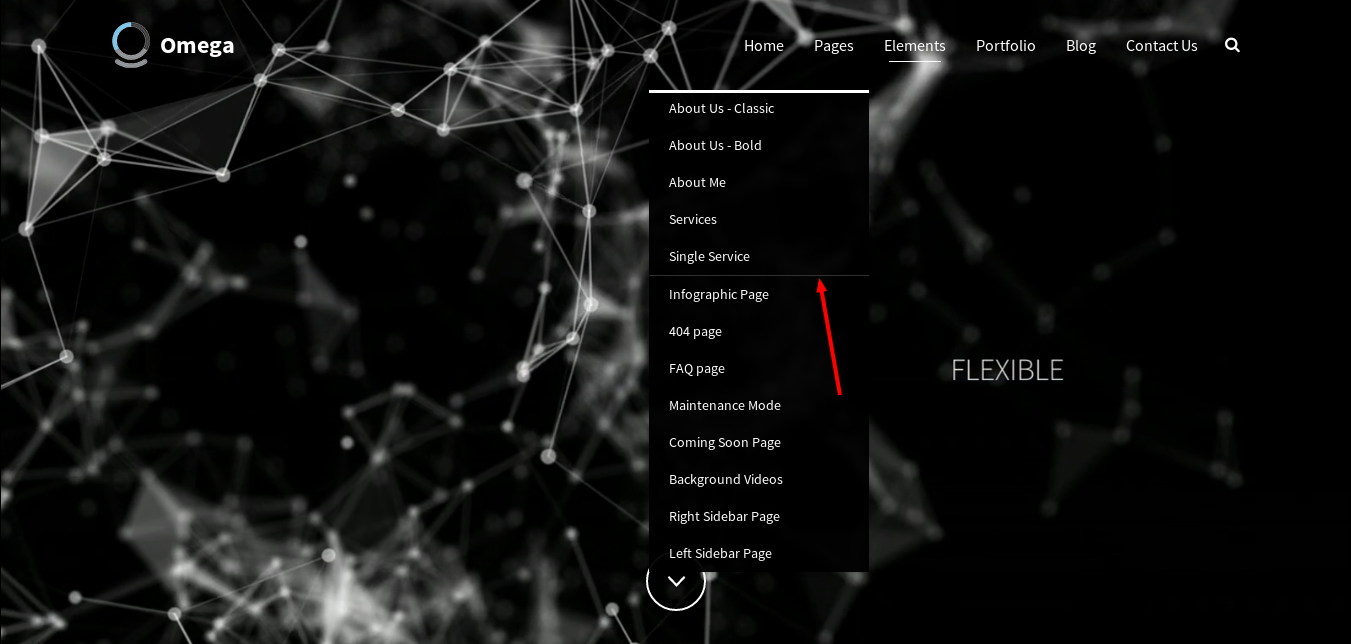 Omega
Home Pages Elements Portfolio Blog Contact Us
About Us - Classic
About Us - Bold
About Me
Services
Single Service
Infographic Page
404 page
FAQ page
Maintenance Mode
Coming Soon Page
Background Videos
Right Sidebar Page
Left Sidebar Page
FLEXIBLE